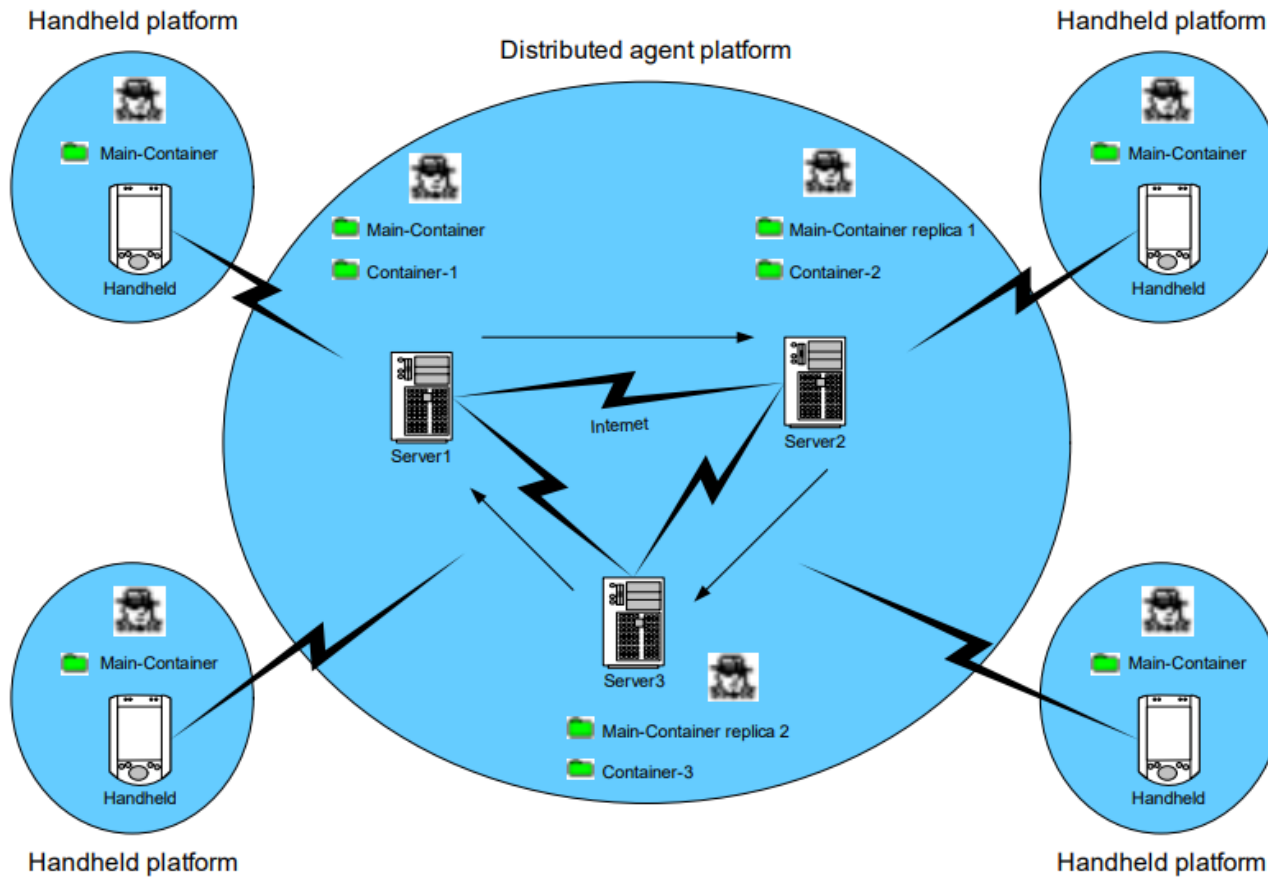 Handheld platform
Distributed agent platform
Handheld platform
Main-Container
Handheld
Main-Container
Container-1
Main-Container replica 1
Container-2
Main-Container
Handheld
Server1
Internet
Server2
Main-Container
Handheld
Server3
Main-Container replica 2
Container-3
Main-Container
Handheld
Handheld platform
Handheld platform